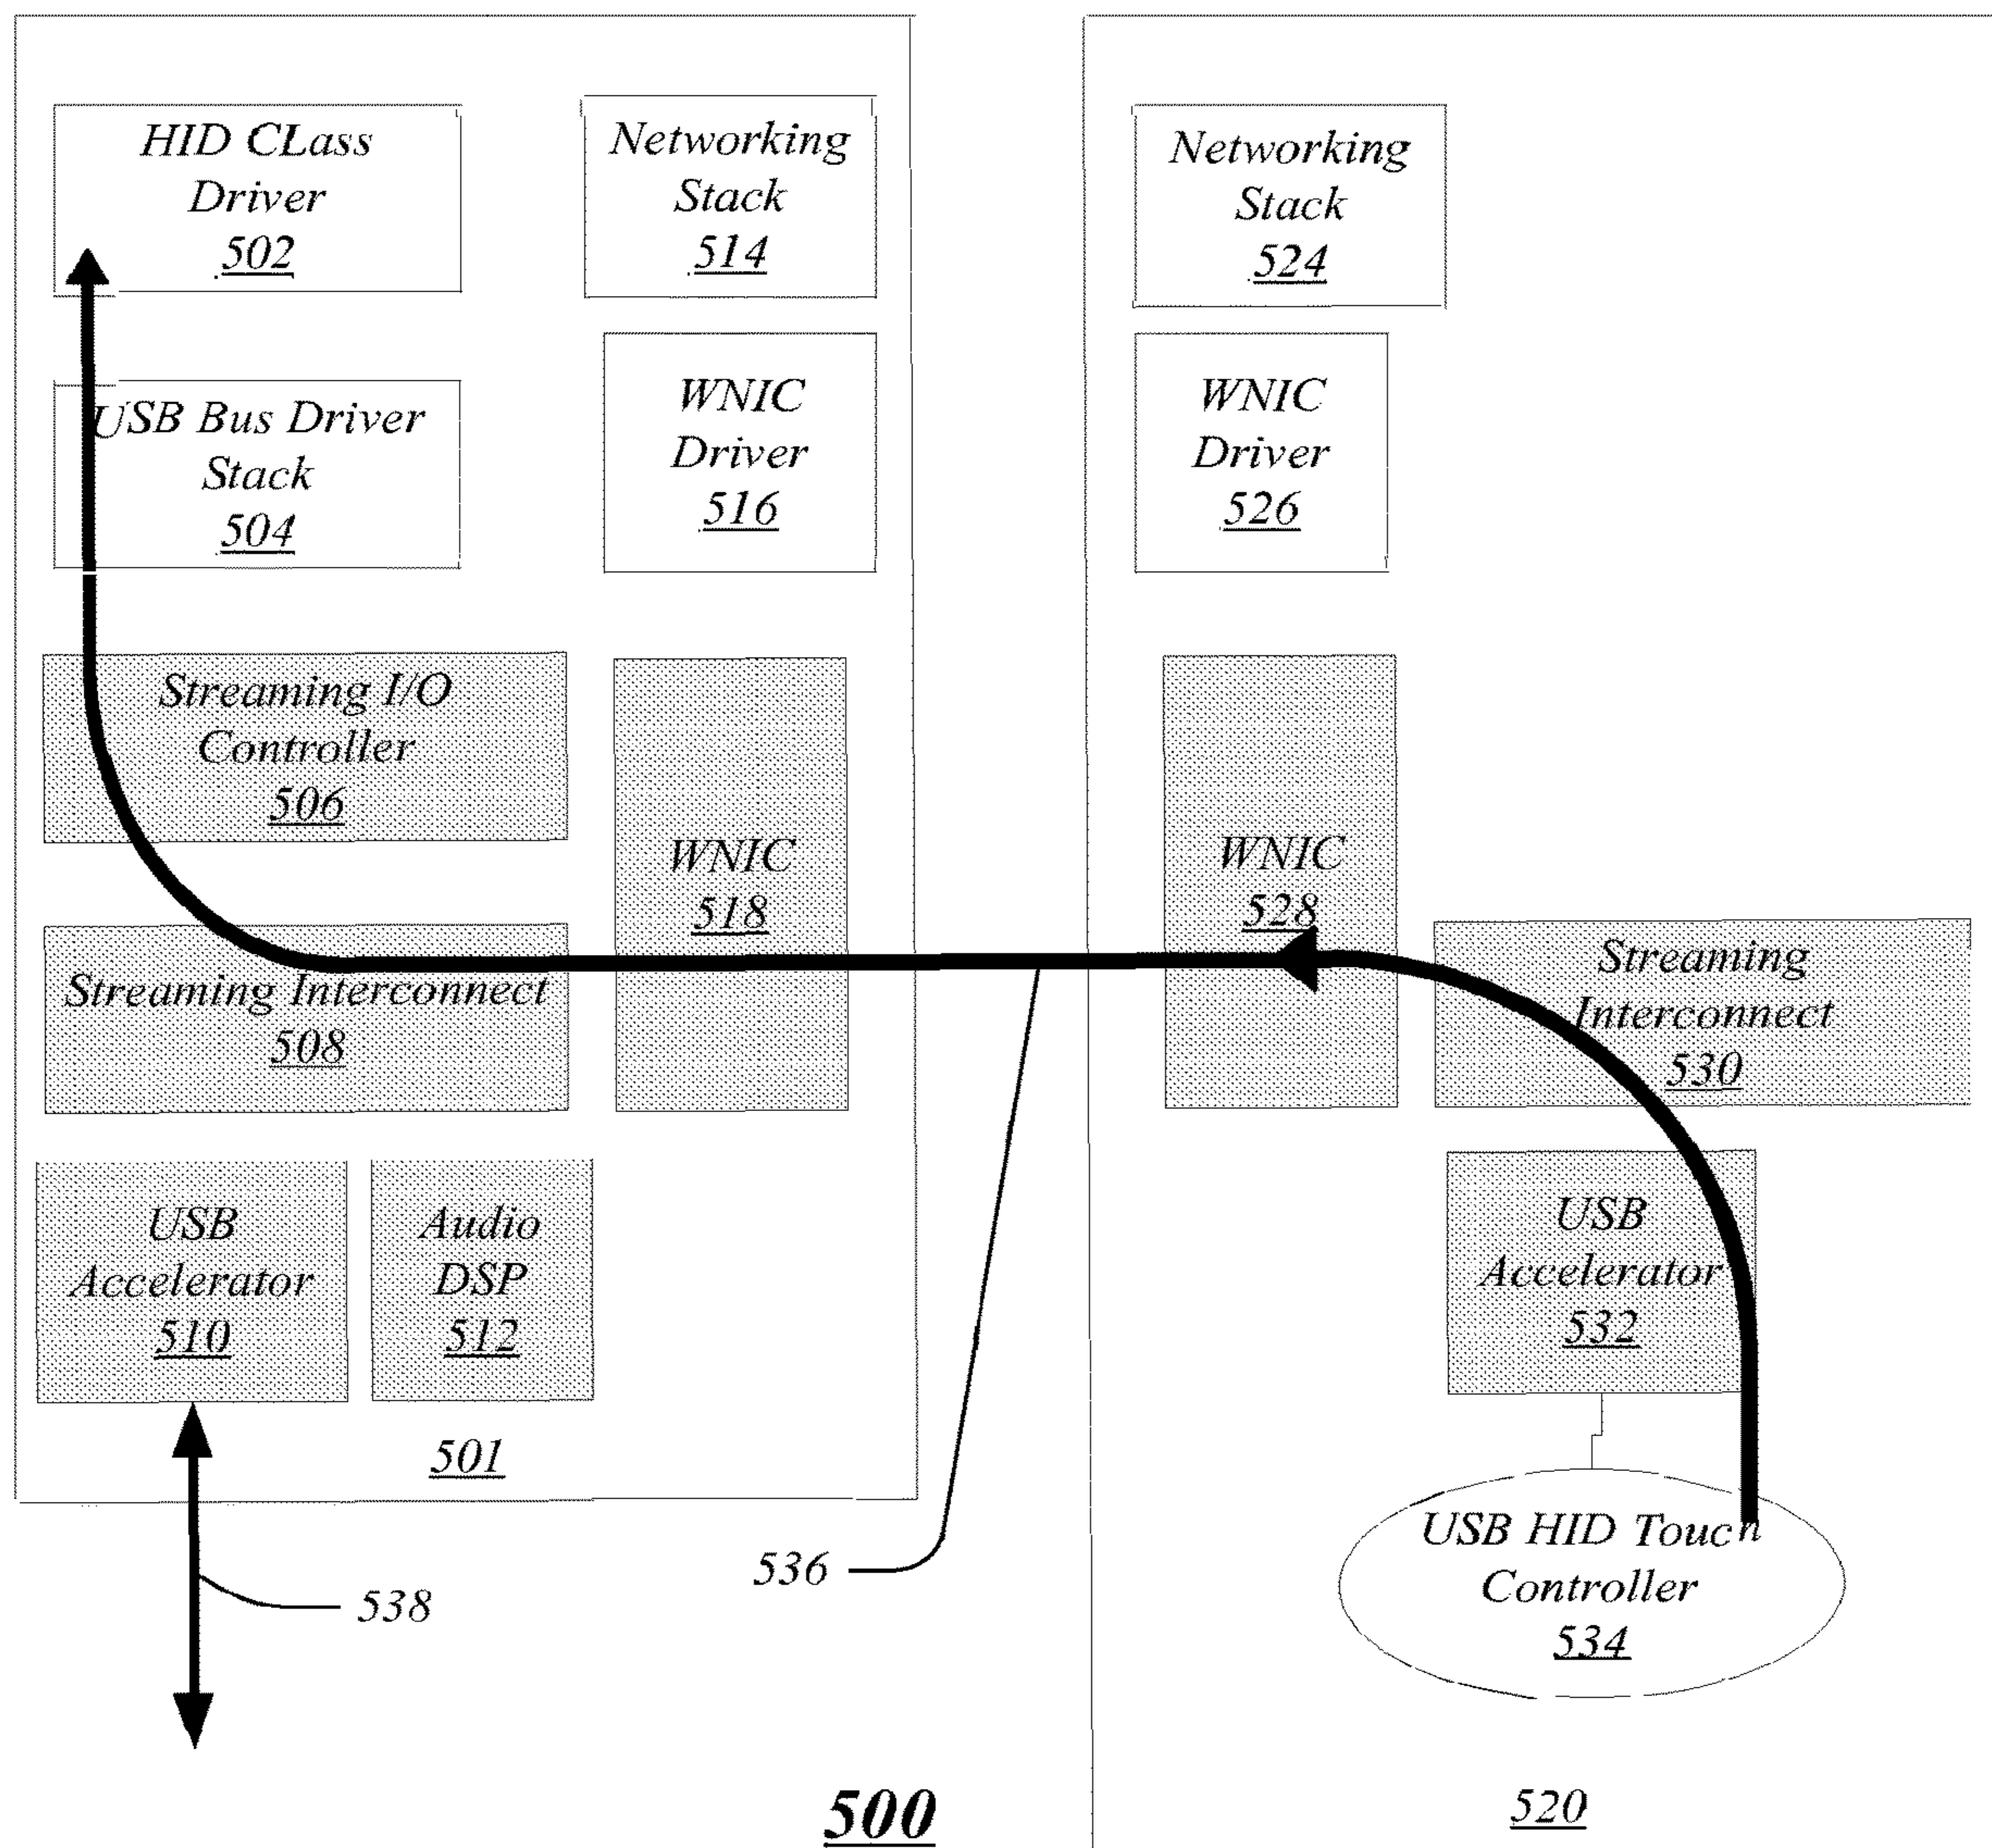 HID CLass
Driver
502
Networking
Stack
514
Networking
Stack
524
USB Bus Driver
Stack
504
WNIC
Driver
516
WNIC
Driver
526
Streaming I/O
Controller
506
WNIC
518
WNIC
528
Streaming Interconnect
508
Streaming
Interconnect
530
USB
Accelerator
510
Audio
DSP
512
USB
Accelerator
532
501
USB HID Touch
Controller
534
536
538
500
520